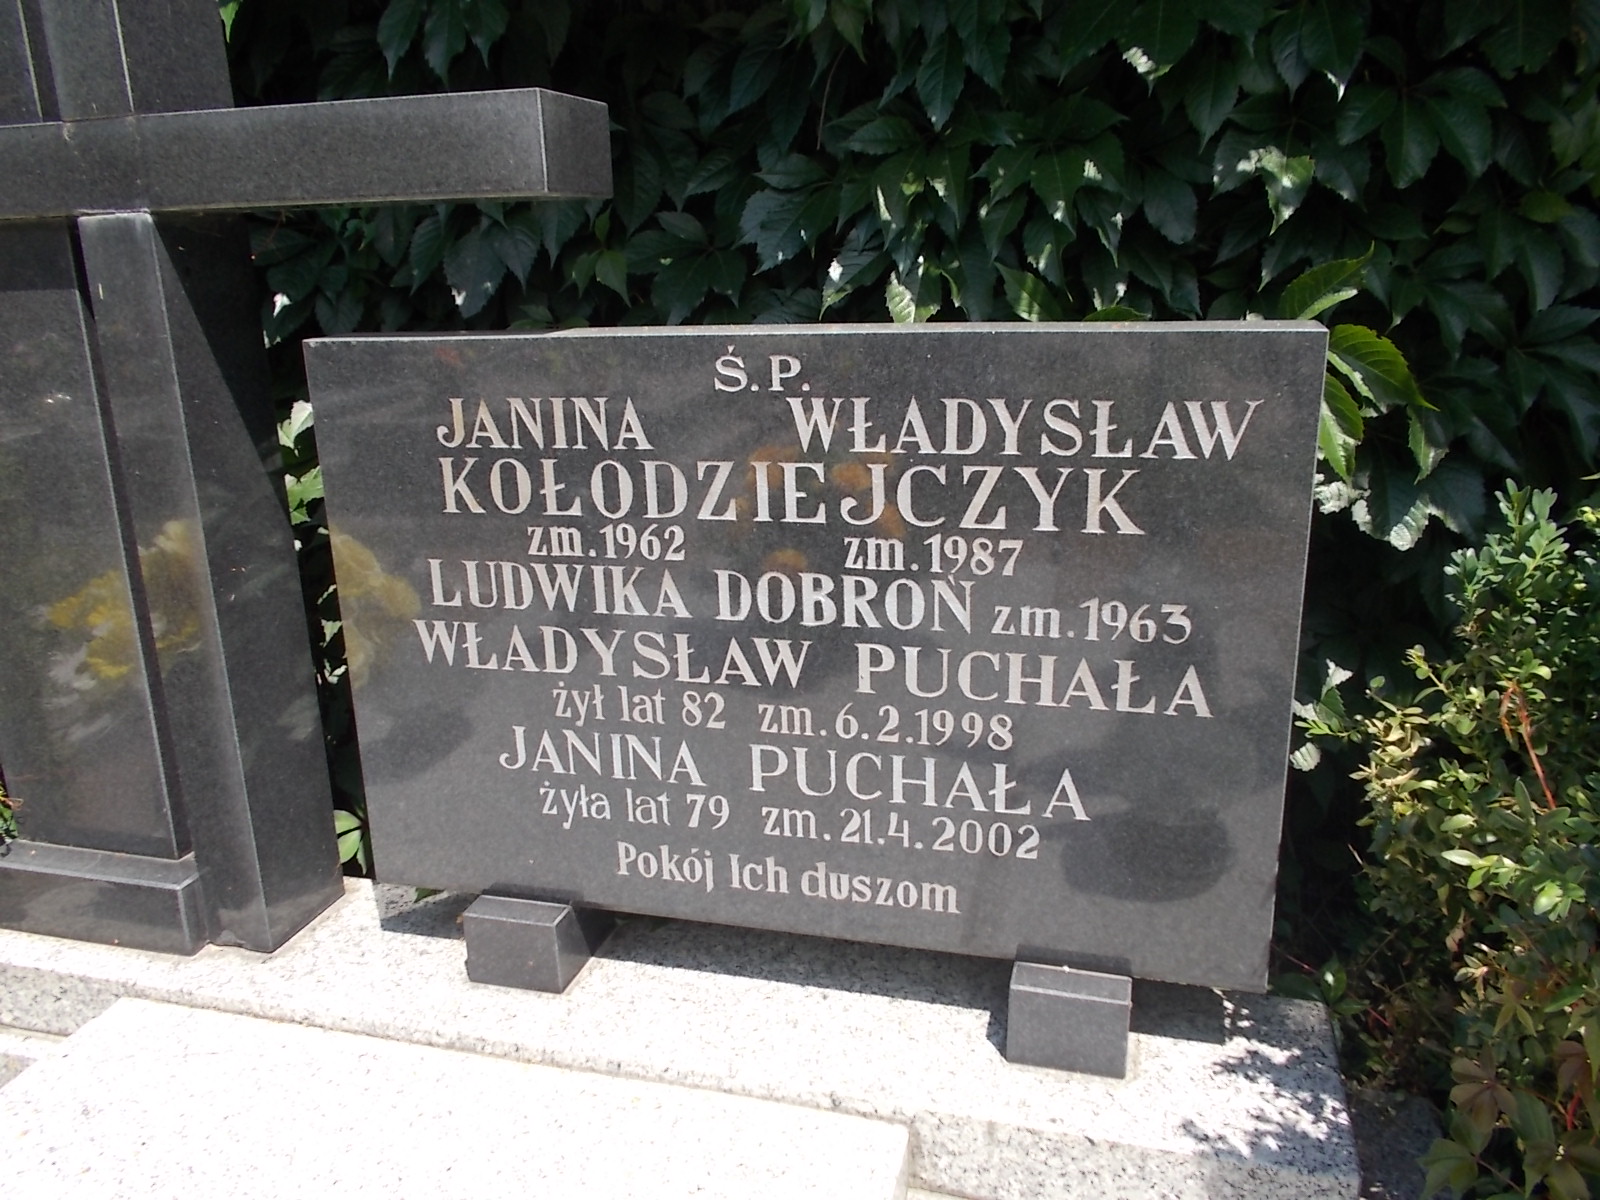 Ś.P.
JANINA WŁADYSŁAW
KOŁODZIEJCZYK
zm.1962 zm.1987
LUDWIKA DOBROŃ zm.1963
WŁADYSŁAW PUCHAŁA
żył lat 82 zm.6.2.1998
JANINA PUCHAŁA
żyła lat 79 zm.21.4.2002
Pokój Ich duszom